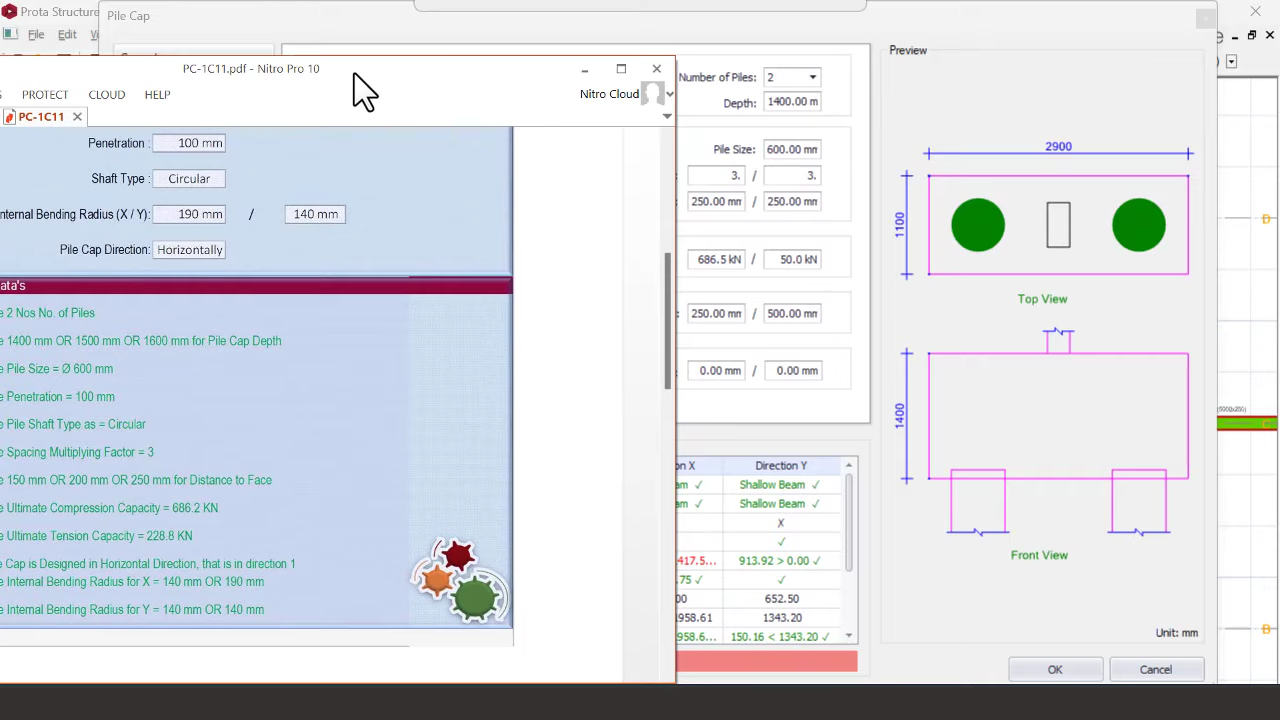 Prota Structure
Pile Cap
File Edit
PC-1C11.pdf - Nitro Pro 10
PROTECT CLOUD HELP
Nitro Cloud
PC-1C11
Penetration : 100 mm
Shaft Type : Circular
nternal Bending Radius (X / Y): 190 mm / 140 mm
Pile Cap Direction: Horizontally
ata's
e 2 Nos No. of Piles
e 1400 mm OR 1500 mm OR 1600 mm for Pile Cap Depth
e Pile Size = Ø 600 mm
e Penetration = 100 mm
e Pile Shaft Type as = Circular
e Spacing Multiplying Factor = 3
e 150 mm OR 200 mm OR 250 mm for Distance to Face
e Ultimate Compression Capacity = 686.2 KN
e Ultimate Tension Capacity = 228.8 KN
e Cap is Designed in Horizontal Direction, that is in direction 1
e Internal Bending Radius for X = 140 mm OR 190 mm
e Internal Bending Radius for Y = 140 mm OR 140 mm
Number of Piles: 2
Depth: 1400.00 m
Pile Size: 600.00 mm
3. / 3.
250.00 mm / 250.00 mm
686.5 kN / 50.0 kN
250.00 mm / 500.00 mm
0.00 mm / 0.00 mm
on X Direction Y
am ✓ Shallow Beam ✓
am ✓ Shallow Beam ✓
X
✓
417.5... 913.92 > 0.00 ✓
.75 ✓ ✓
00 652.50
1958.61 1343.20
958.6... 150.16 < 1343.20 ✓
Preview
2900
1100
Top View
1400
Front View
Unit: mm
OK Cancel
D
C
B